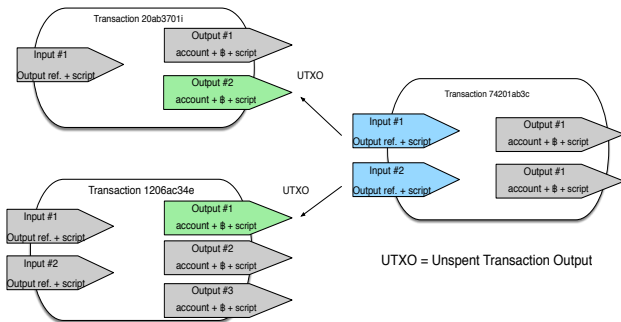 Transaction 20ab3701i
Input #1
Output ref. + script
Output #1
account + ฿ + script
Output #2
account + ฿ + script
UTXO
Transaction 74201ab3c
Input #1
Output ref. + script
Input #2
Output ref. + script
Output #1
account + ฿ + script
Output #1
account + ฿ + script
Transaction 1206ac34e
Input #1
Output ref. + script
Input #2
Output ref. + script
Output #1
account + ฿ + script
Output #2
account + ฿ + script
Output #3
account + ฿ + script
UTXO
UTXO = Unspent Transaction Output